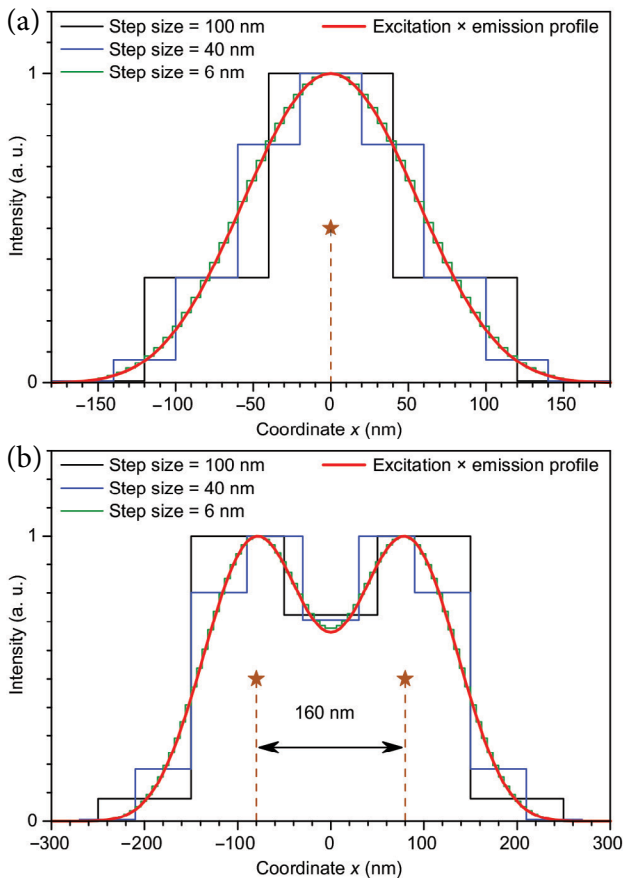 (a)
Step size = 100 nm
Step size = 40 nm
Step size = 6 nm
Excitation × emission profile
1
0
Intensity (a. u.)
−150 −100 −50 0 50 100 150
Coordinate x (nm)
(b)
Step size = 100 nm
Step size = 40 nm
Step size = 6 nm
Excitation × emission profile
1
0
Intensity (a. u.)
160 nm
−300 −200 −100 0 100 200 300
Coordinate x (nm)